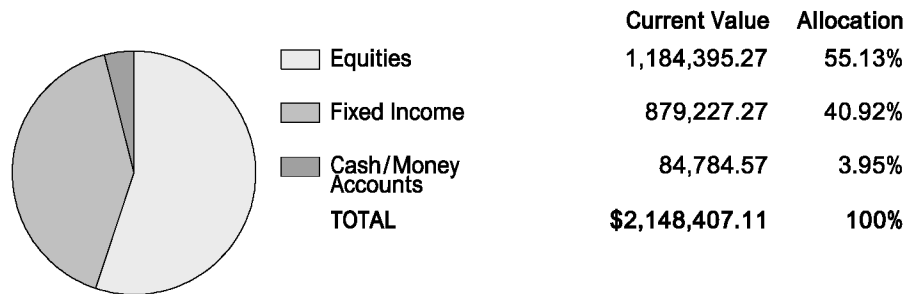 Current Value Allocation
Equities 1,184,395.27 55.13%
Fixed Income 879,227.27 40.92%
Cash/Money 84,784.57 3.95%
Accounts
TOTAL $2,148,407.11 100%